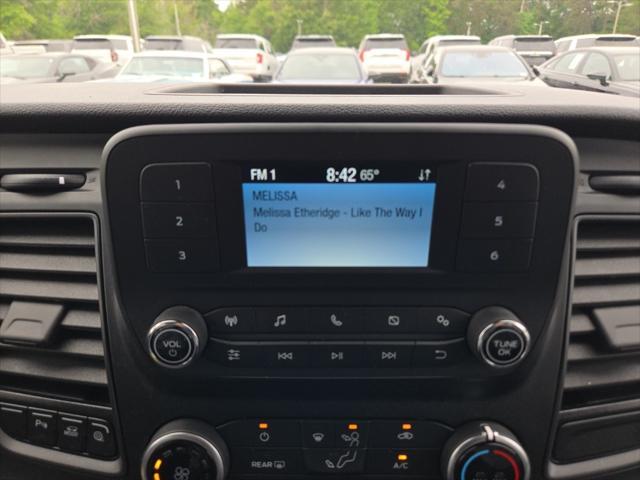 FM 1 8:42 65°
MELISSA
Melissa Etheridge - Like The Way I
Do
1
2
3
4
5
6
VOL
TUNE
OK
REAR
A/C